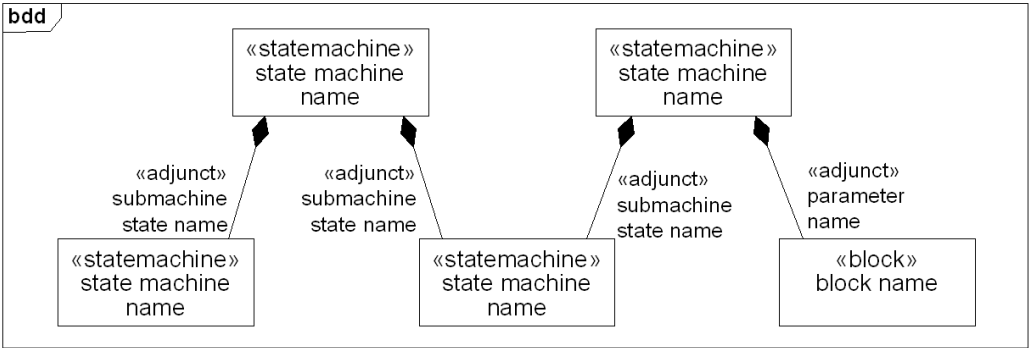 bdd
«statemachine»
state machine
name
«statemachine»
state machine
name
«adjunct»
submachine
state name
«adjunct»
submachine
state name
«adjunct»
submachine
state name
«adjunct»
parameter
name
«statemachine»
state machine
name
«statemachine»
state machine
name
«block»
block name